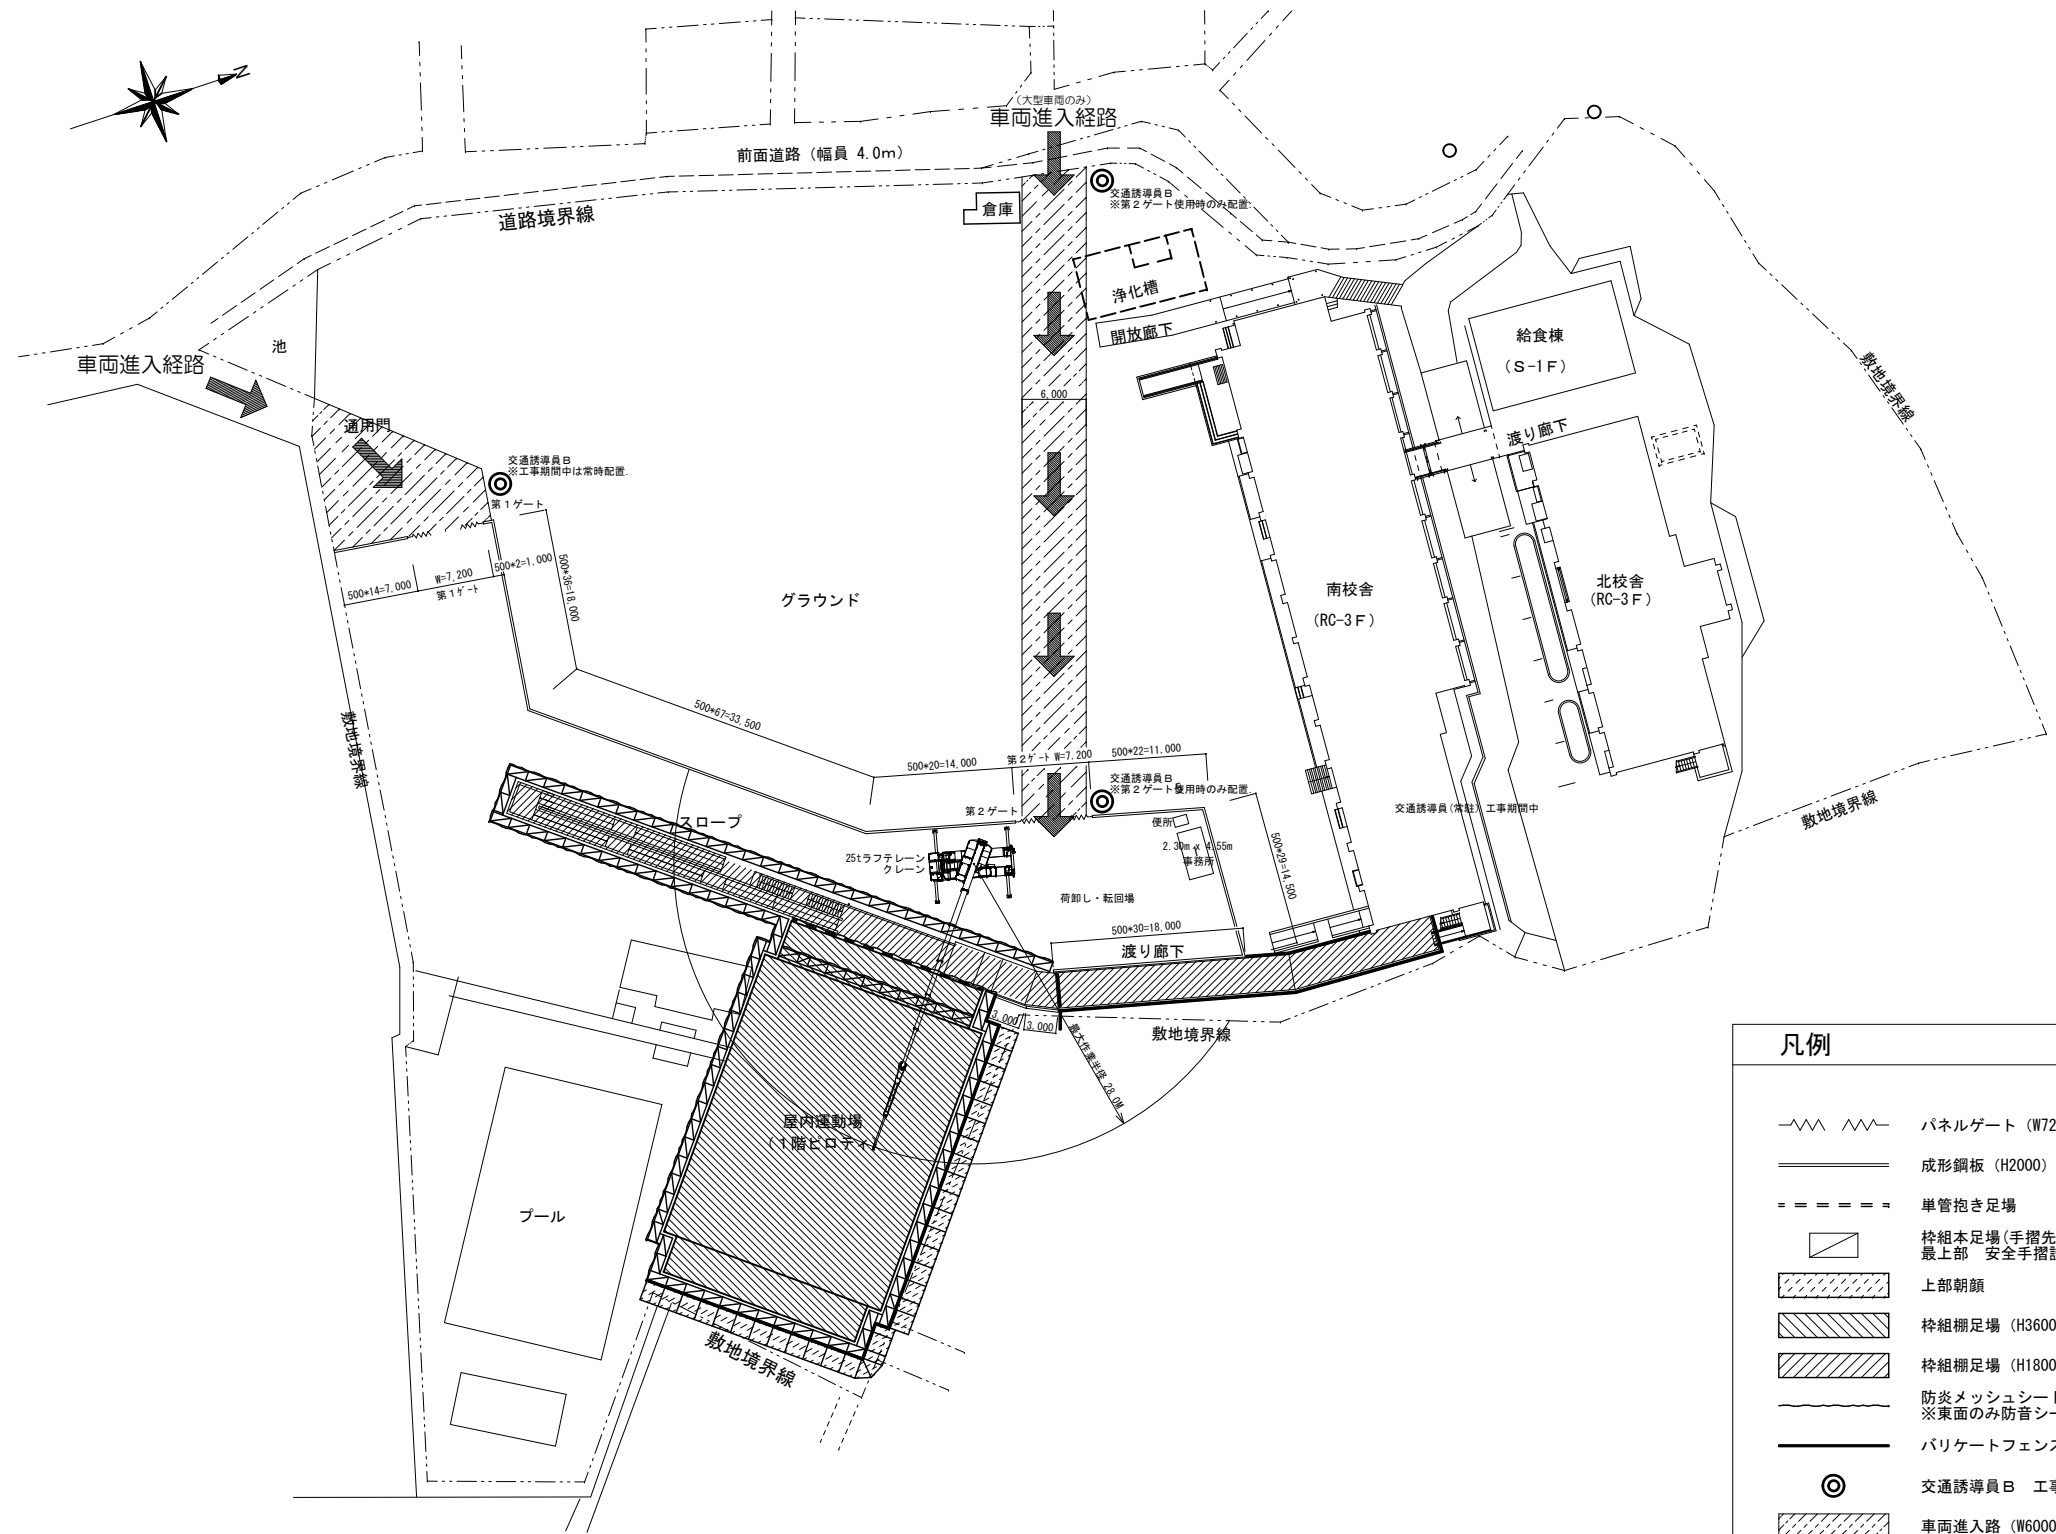 N
（大型車両のみ）
車両進入経路
前面道路（幅員 4.0m）
交通誘導員Ｂ
※第２ゲート使用時のみ配置.
倉庫
道路境界線
浄化槽
開放廊下
給食棟
（Ｓ-1Ｆ）
敷地境界線
池
車両進入経路
6,000
通用門
渡り廊下
交通誘導員Ｂ
※工事期間中は常時配置.
第１ゲート
500*14=7,000
W=7,200
500*2=1,000
第１ｹﾞｰﾄ
500*36=18,000
グラウンド
南校舎
（RC-3Ｆ）
北校舎
（RC-3Ｆ）
敷地境界線
500*67=33,500
500*20=14,000
第２ｹﾞｰﾄ W=7.200
500*22=11,000
交通誘導員Ｂ
※第２ゲート使用時のみ配置.
第２ゲート
スロープ
便所
交通誘導員(常駐) 工事期間中
敷地境界線
25tラフテレーン
クレーン
2.30m x 4.55m
事務所
500*29=14,500
荷卸し・転回場
500*30=18,000
渡り廊下
3,000
3,000
敷地境界線
最大作業半径 28.0M
屋内運動場
（１階ピロティ）
プール
敷地境界線
凡例
パネルゲート（W72
成形鋼板（H2000）
単管抱き足場
枠組本足場(手摺先
最上部　安全手摺
上部朝顔
枠組棚足場（H3600
枠組棚足場（H1800
防炎メッシュシート
※東面のみ防音シー
バリケートフェンス
交通誘導員Ｂ　工事
車両進入路（W6000